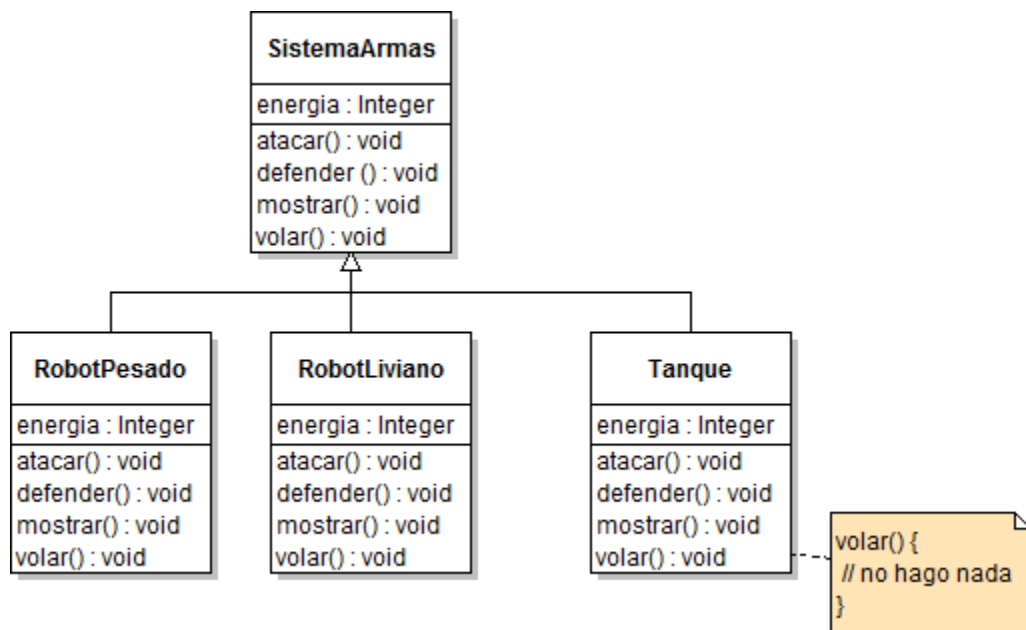 SistemaArmas
energia : Integer
atacar() : void
defender () : void
mostrar() : void
volar() : void
RobotPesado
energia : Integer
atacar() : void
defender() : void
mostrar() : void
volar() : void
RobotLiviano
energia : Integer
atacar() : void
defender() : void
mostrar() : void
volar() : void
Tanque
energia : Integer
atacar() : void
defender() : void
mostrar() : void
volar() : void
volar() {
// no hago nada
}